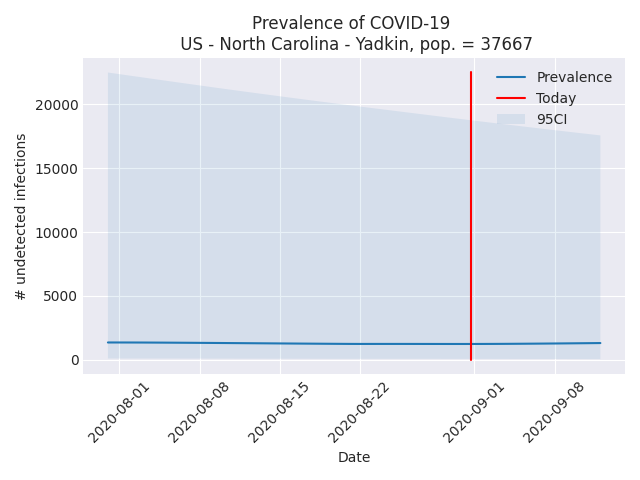 Prevalence of COVID-19
US - North Carolina - Yadkin, pop. = 37667
Prevalence
Today
95CI
# undetected infections
20000
15000
10000
5000
0
2020-08-01
2020-08-08
2020-08-15
2020-08-22
2020-09-01
2020-09-08
Date